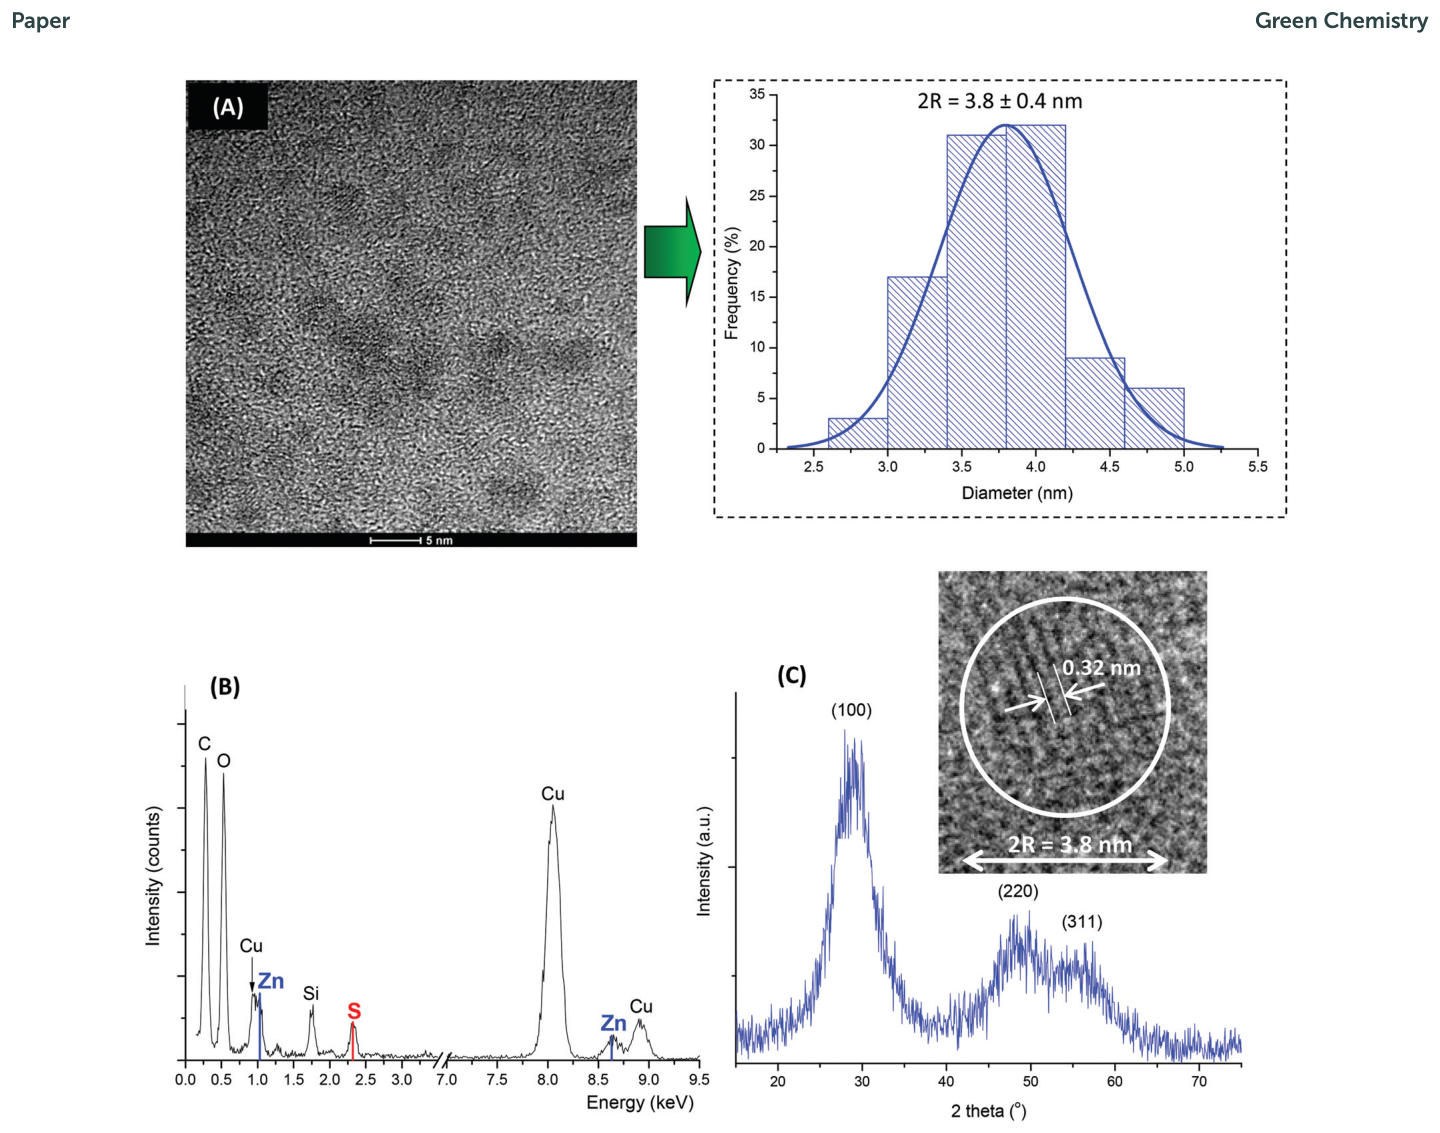 Paper
Green Chemistry
(A)
5 nm
2R = 3.8 ± 0.4 nm
35
30
25
20
15
10
5
0
Frequency (%)
2.5 3.0 3.5 4.0 4.5 5.0 5.5
Diameter (nm)
(B)
C
O
Cu
Zn
Si
S
Cu
Zn
Cu
Intensity (counts)
0.0 0.5 1.0 1.5 2.0 2.5 3.0 7.0 7.5 8.0 8.5 9.0 9.5
Energy (keV)
(C)
0.32 nm
2R = 3.8 nm
(100)
(220)
(311)
Intensity (a.u.)
20 30 40 50 60 70
2 theta (°)